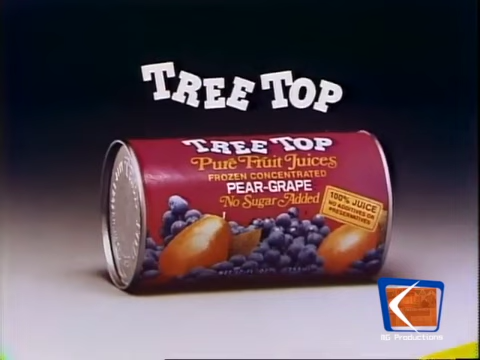 TREE TOP
TREE TOP
Pure Fruit Juices
FROZEN CONCENTRATED
PEAR-GRAPE
No Sugar Added
100% JUICE
NO ADDITIVES OR
PRESERVATIVES
MG Productions